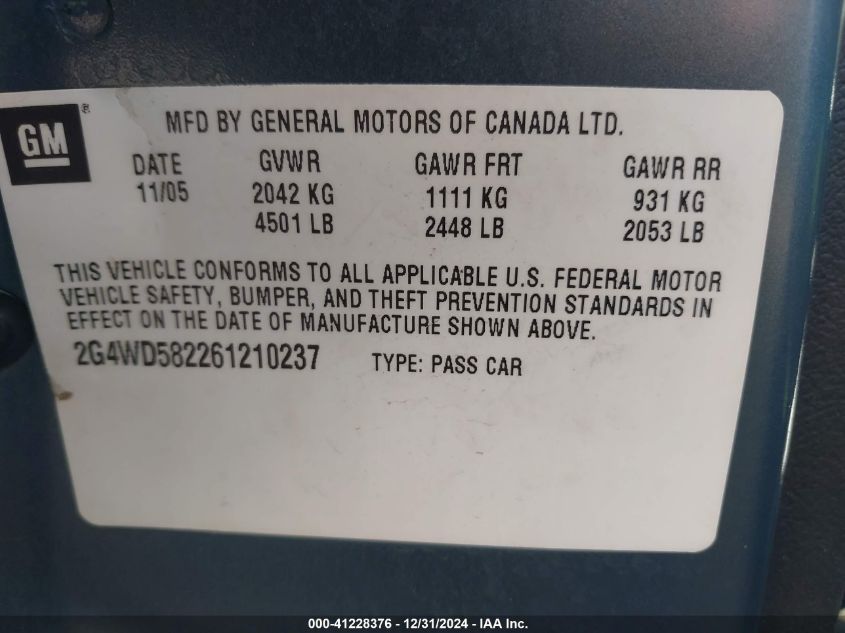 GM ®
MFD BY GENERAL MOTORS OF CANADA LTD.
DATE GVWR GAWR FRT GAWR RR
11/05 2042 KG 1111 KG 931 KG
4501 LB 2448 LB 2053 LB
THIS VEHICLE CONFORMS TO ALL APPLICABLE U.S. FEDERAL MOTOR
VEHICLE SAFETY, BUMPER, AND THEFT PREVENTION STANDARDS IN
EFFECT ON THE DATE OF MANUFACTURE SHOWN ABOVE.
2G4WD582261210237 TYPE: PASS CAR
000-41228376 - 12/31/2024 - IAA Inc.